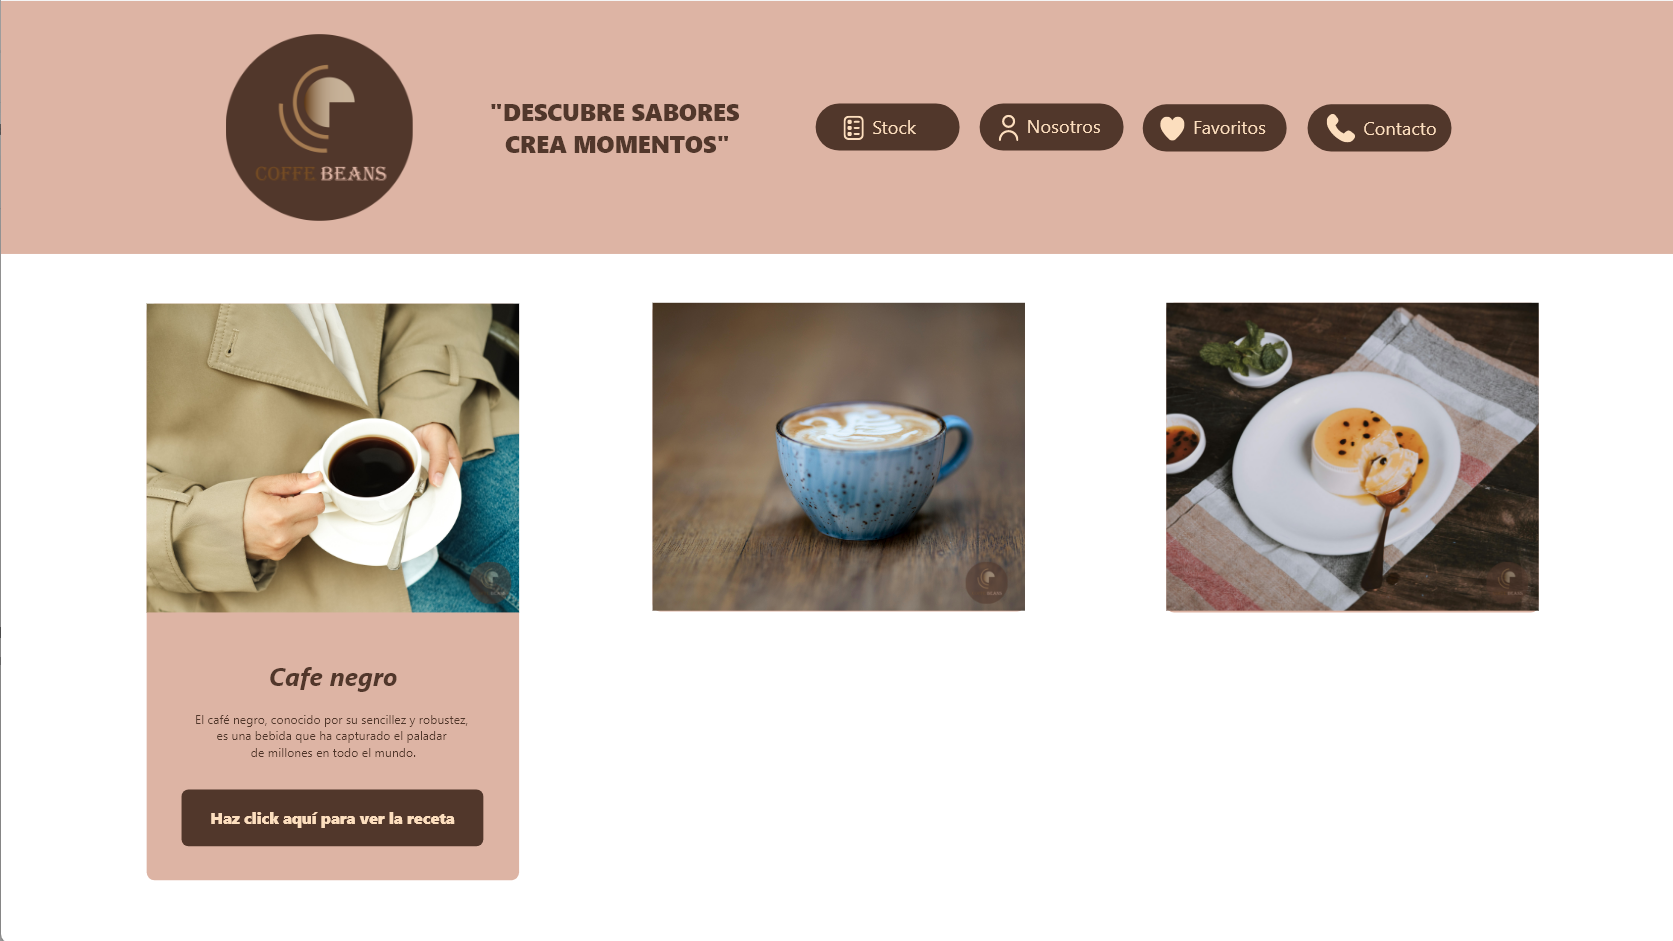 COFFE BEANS
"DESCUBRE SABORES
CREA MOMENTOS"
Stock
Nosotros
Favoritos
Contacto
Cafe negro
El café negro, conocido por su sencillez y robustez,
es una bebida que ha capturado el paladar
de millones en todo el mundo.
Haz click aquí para ver la receta